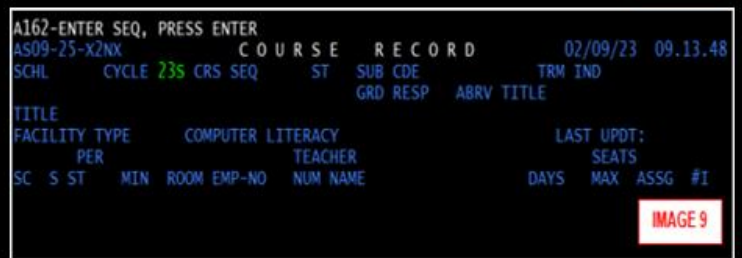 A162-ENTER SEQ, PRESS ENTER
AS09-25-X2NX C O U R S E R E C O R D 02/09/23 09.13.48
SCHL CYCLE 23S CRS SEQ ST SUB CDE TRM IND
GRD RESP ABRV TITLE
TITLE
FACILITY TYPE COMPUTER LITERACY LAST UPDT:
PER TEACHER SEATS
SC S ST MIN ROOM EMP-NO NUM NAME DAYS MAX ASSG #I
IMAGE 9